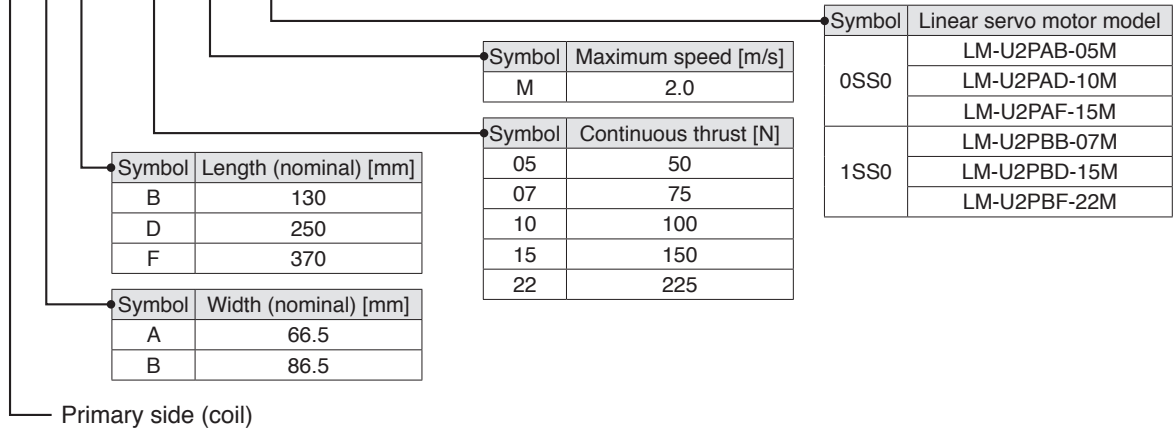 Symbol Linear servo motor model
0SS0 LM-U2PAB-05M
LM-U2PAD-10M
LM-U2PAF-15M
1SS0 LM-U2PBB-07M
LM-U2PBD-15M
LM-U2PBF-22M
Symbol Maximum speed [m/s]
M 2.0
Symbol Continuous thrust [N]
05 50
07 75
10 100
15 150
22 225
Symbol Length (nominal) [mm]
B 130
D 250
F 370
Symbol Width (nominal) [mm]
A 66.5
B 86.5
Primary side (coil)